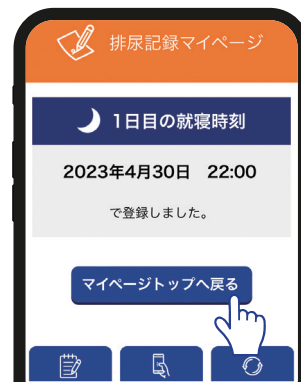 排尿記録マイページ
1日目の就寝時刻
2023年4月30日 22:00
で登録しました。
マイページトップへ戻る